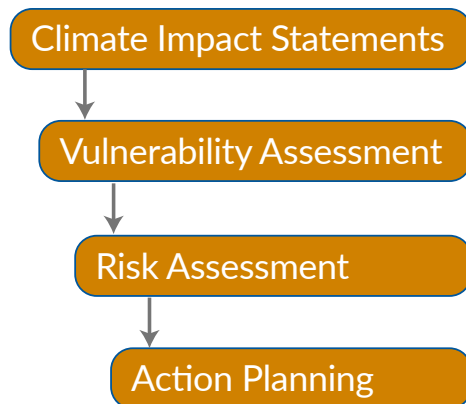 Climate Impact Statements
Vulnerability Assessment
Risk Assessment
Action Planning